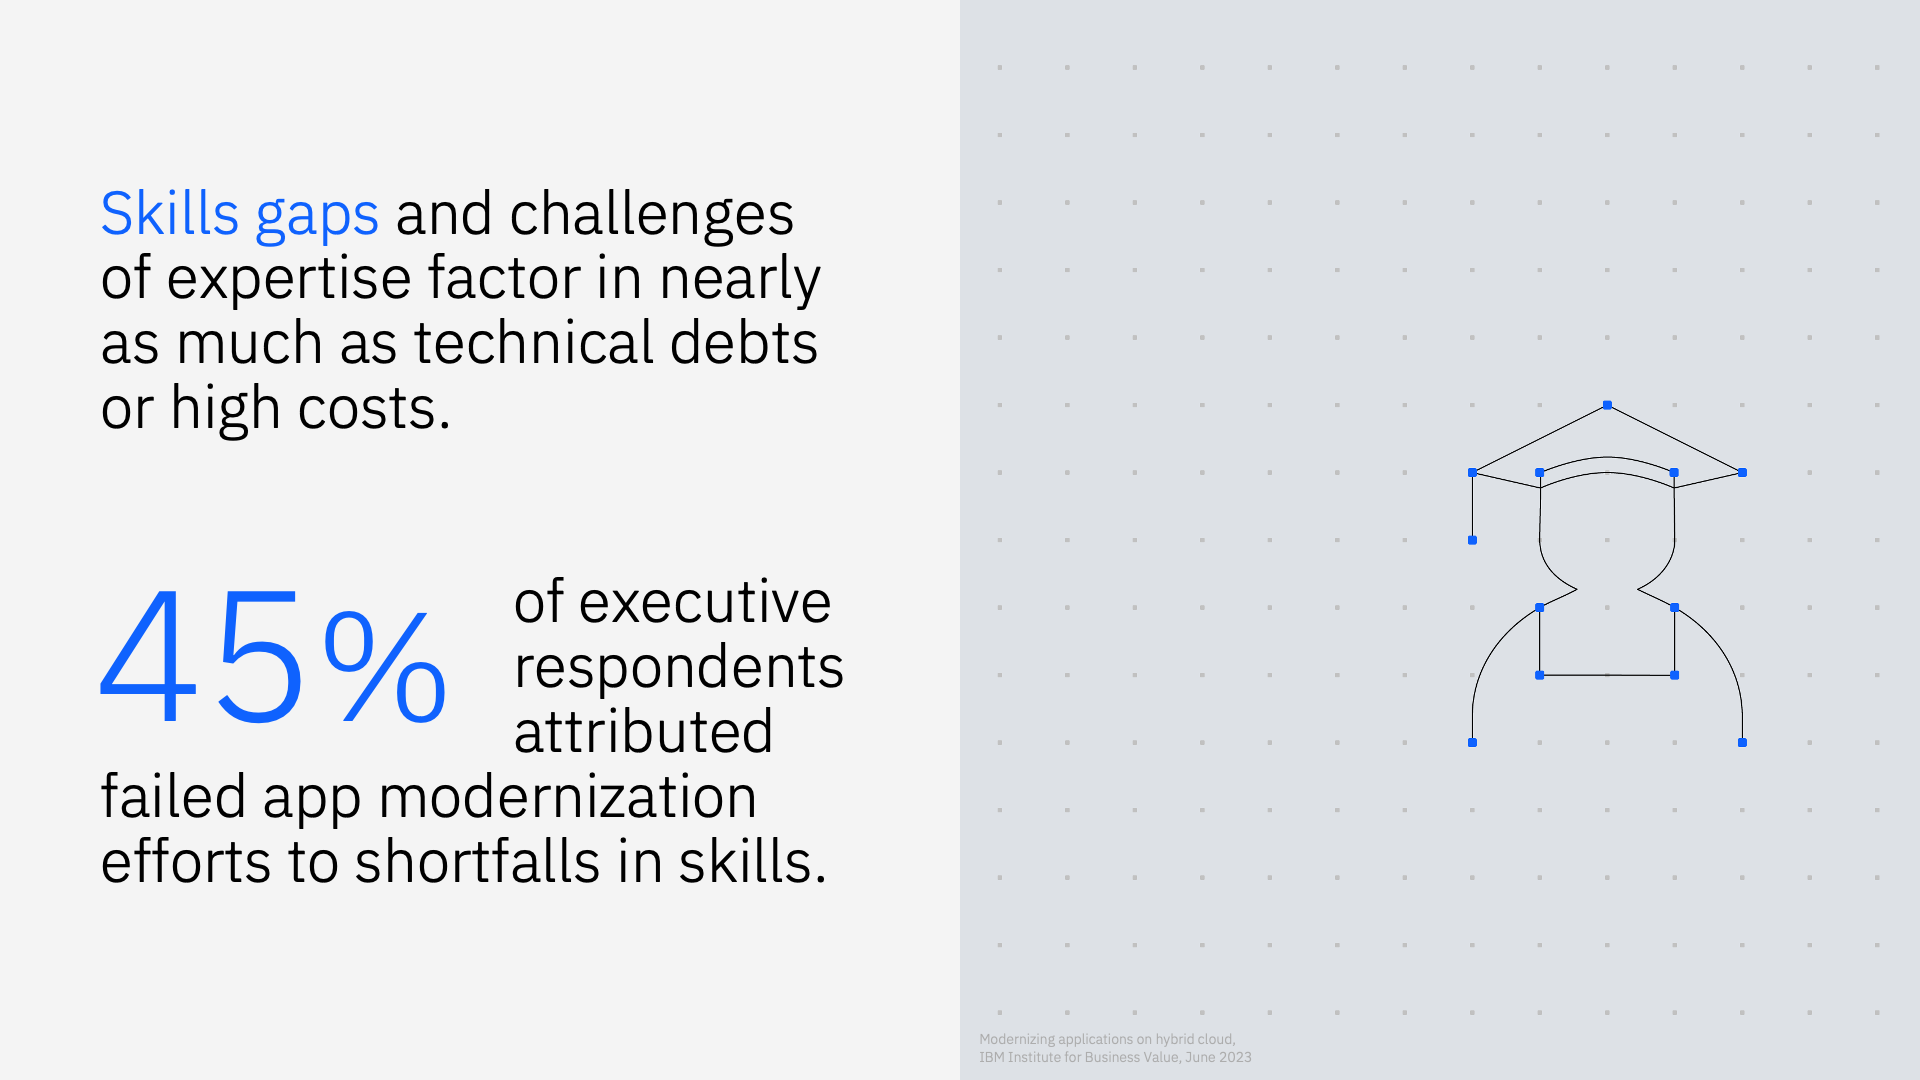 Skills gaps and challenges
of expertise factor in nearly
as much as technical debts
or high costs.
45% of executive
respondents
attributed
failed app modernization
efforts to shortfalls in skills.
Modernizing applications on hybrid cloud,
IBM Institute for Business Value, June 2023